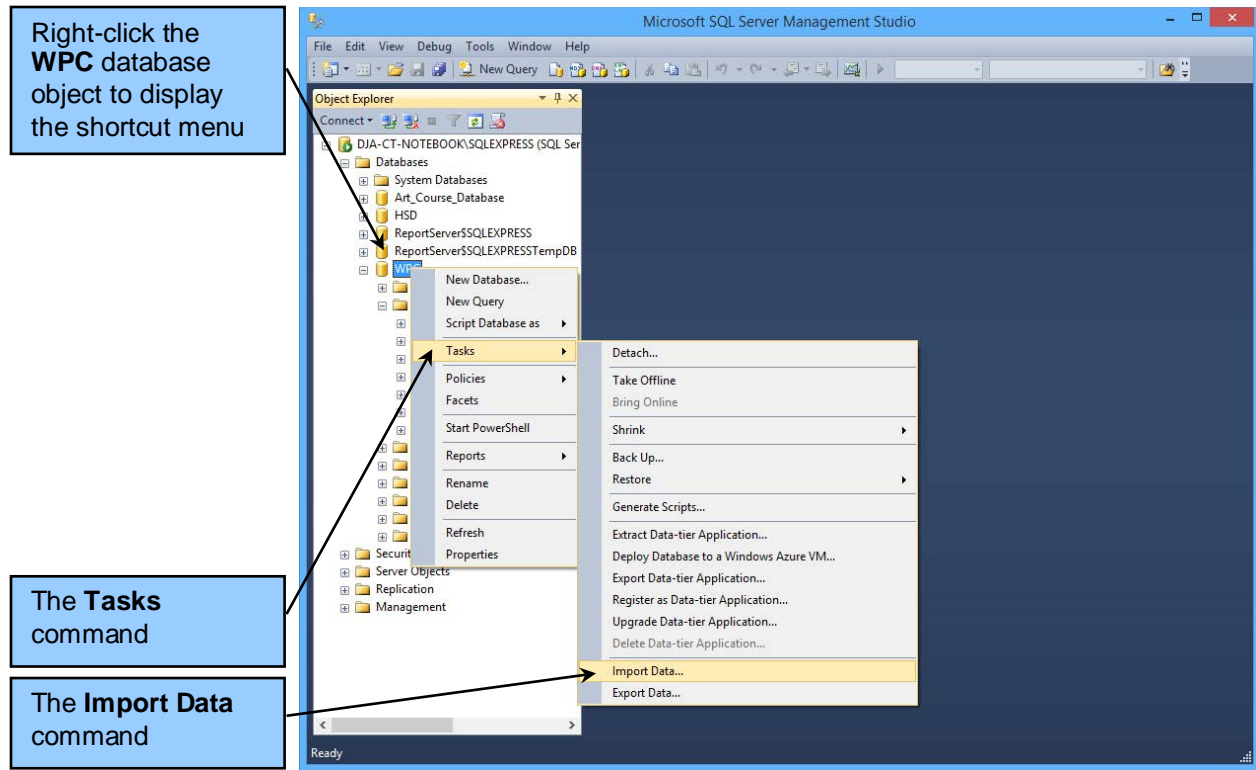 Right-click the
WPC database
object to display
the shortcut menu
The Tasks
command
The Import Data
command
Microsoft SQL Server Management Studio
File Edit View Debug Tools Window Help
New Query
Object Explorer
Connect
DJA-CT-NOTEBOOK\SQLEXPRESS (SQL Ser
Databases
System Databases
Art_Course_Database
HSD
ReportServer$SQLEXPRESS
ReportServer$SQLEXPRESSTempDB
WPC
Securit
Server Objects
Replication
Management
New Database...
New Query
Script Database as
Tasks
Policies
Facets
Start PowerShell
Reports
Rename
Delete
Refresh
Properties
Detach...
Take Offline
Bring Online
Shrink
Back Up...
Restore
Generate Scripts...
Extract Data-tier Application...
Deploy Database to a Windows Azure VM...
Export Data-tier Application...
Register as Data-tier Application...
Upgrade Data-tier Application...
Delete Data-tier Application...
Import Data...
Export Data...
Ready